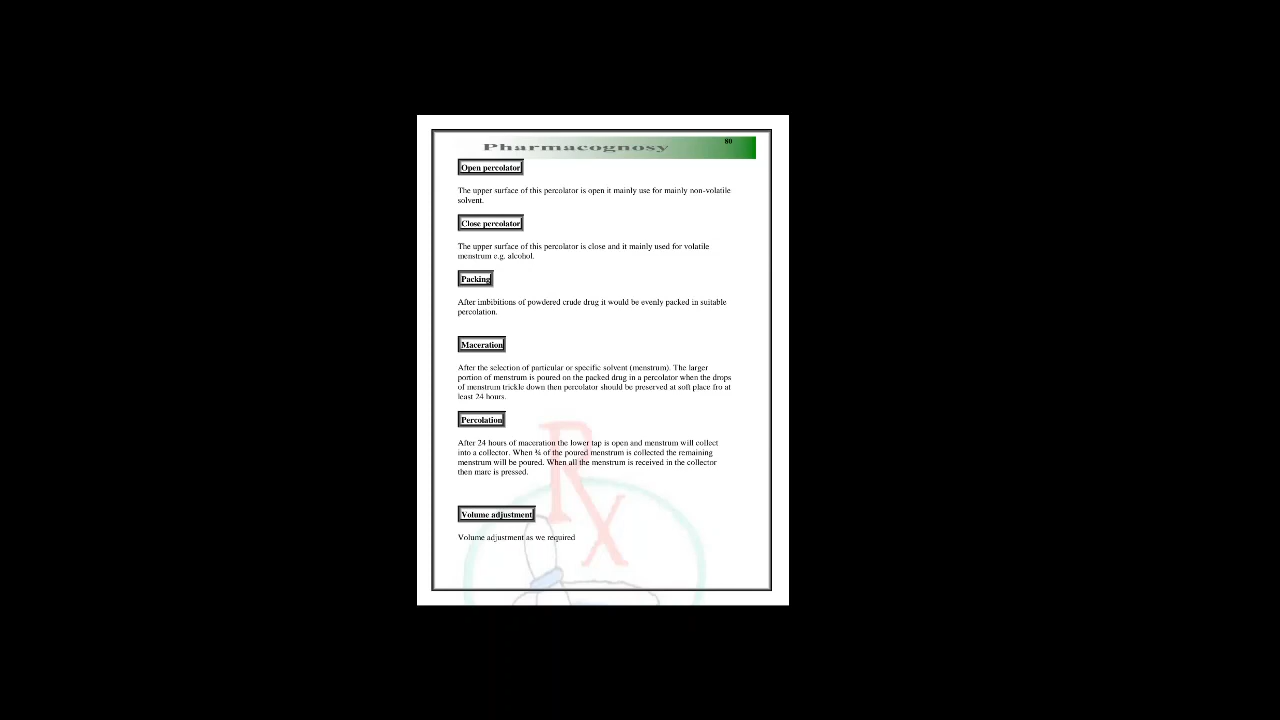 Pharmacognosy 80
Open percolator
The upper surface of this percolator is open it mainly use for mainly non-volatile
solvent.
Close percolator
The upper surface of this percolator is close and it mainly used for volatile
menstrum e.g. alcohol.
Packing
After imbibitions of powdered crude drug it would be evenly packed in suitable
percolation.
Maceration
After the selection of particular or specific solvent (menstrum). The larger
portion of menstrum is poured on the packed drug in a percolator when the drops
of menstrum trickle down then percolator should be preserved at soft place fro at
least 24 hours.
Percolation
After 24 hours of maceration the lower tap is open and menstrum will collect
into a collector. When ¾ of the poured menstrum is collected the remaining
menstrum will be poured. When all the menstrum is received in the collector
then marc is pressed.
Volume adjustment
Volume adjustment as we required
Rx